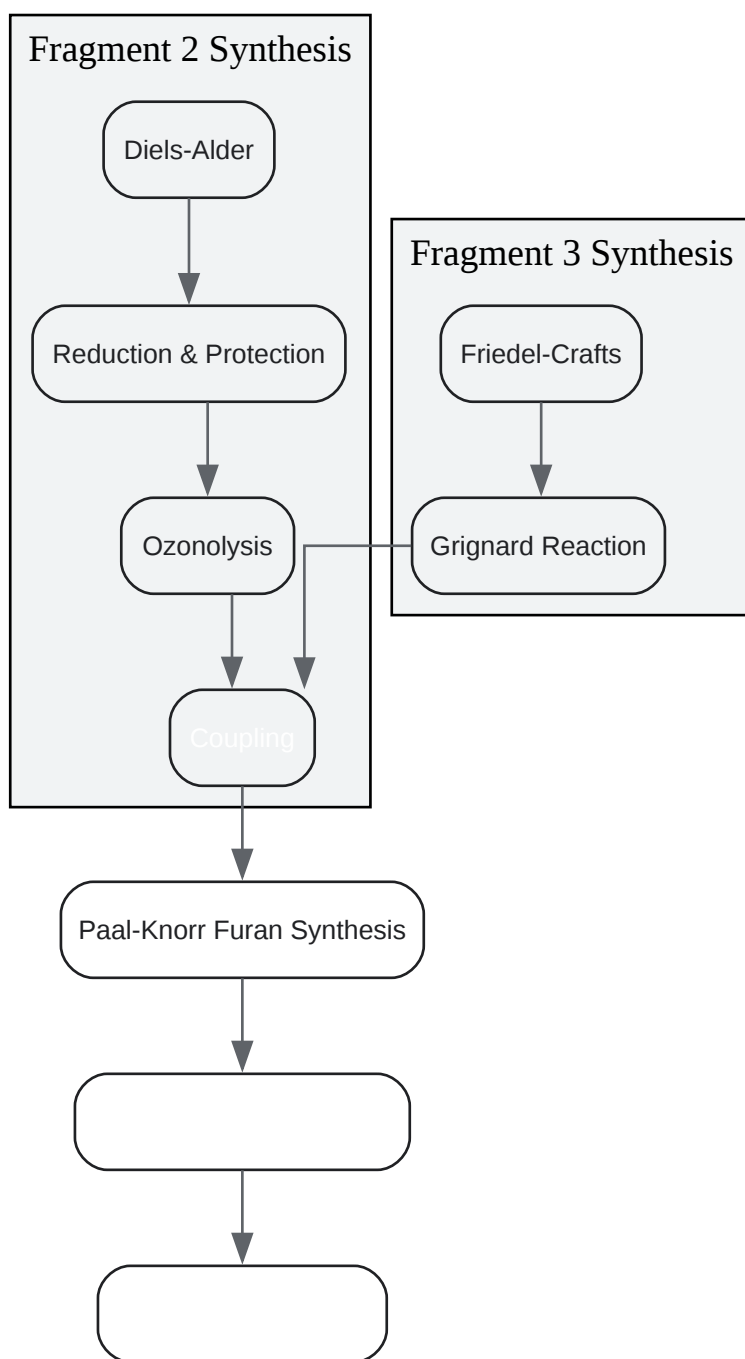 Fragment 2 Synthesis
Diels-Alder
Fragment 3 Synthesis
Reduction & Protection
Friedel-Crafts
Ozonolysis
Grignard Reaction
Coupling
Paal-Knorr Furan Synthesis